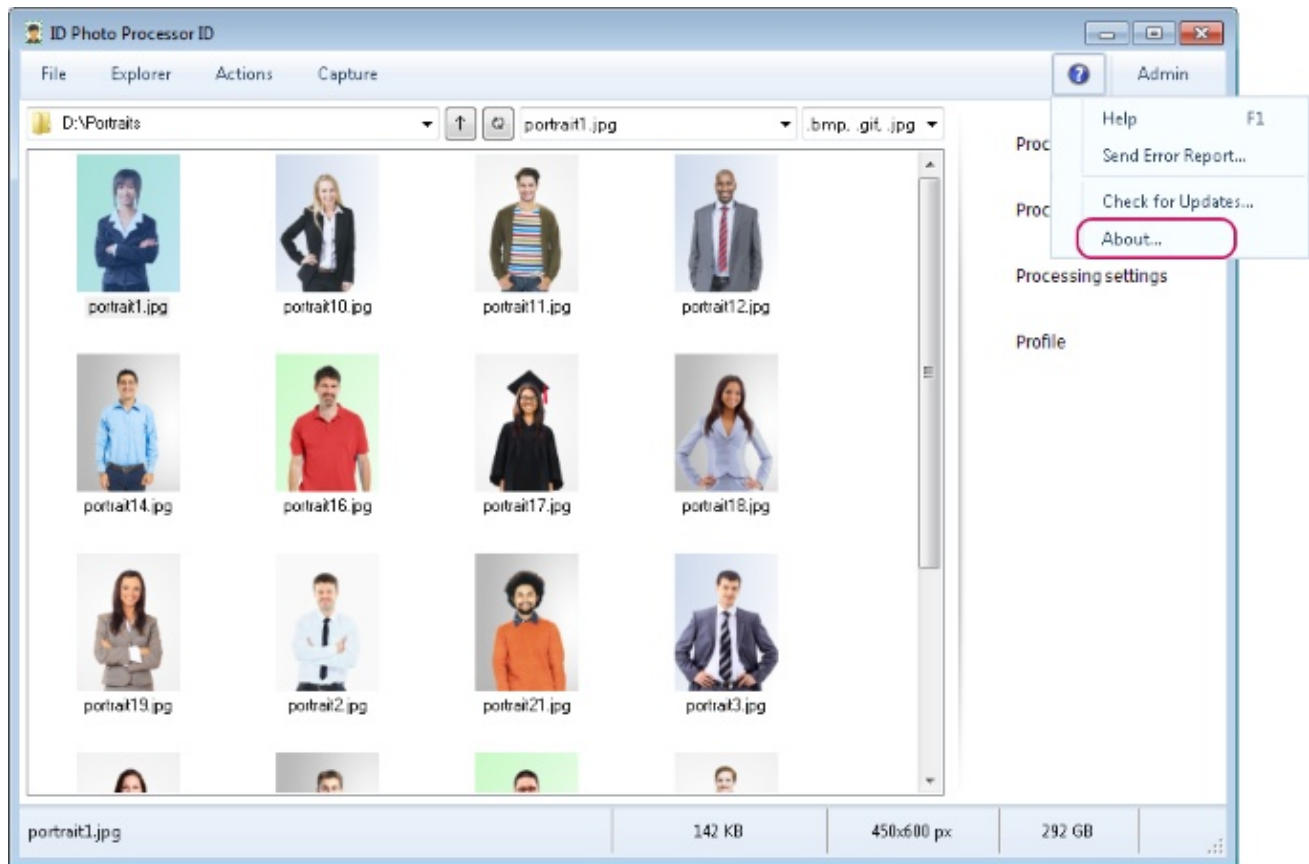 ID Photo Processor ID
File Explorer Actions Capture Admin
D:\Portraits portrait1.jpg .bmp, .git, .jpg
Help F1
Send Error Report...
Check for Updates...
About...
Proc
Proc
Processing settings
Profile
portrait1.jpg portrait10.jpg portrait11.jpg portrait12.jpg
portrait14.jpg portrait16.jpg portrait17.jpg portrait18.jpg
portrait19.jpg portrait2.jpg portrait21.jpg portrait3.jpg
portrait1.jpg 142 KB 450x600 px 292 GB